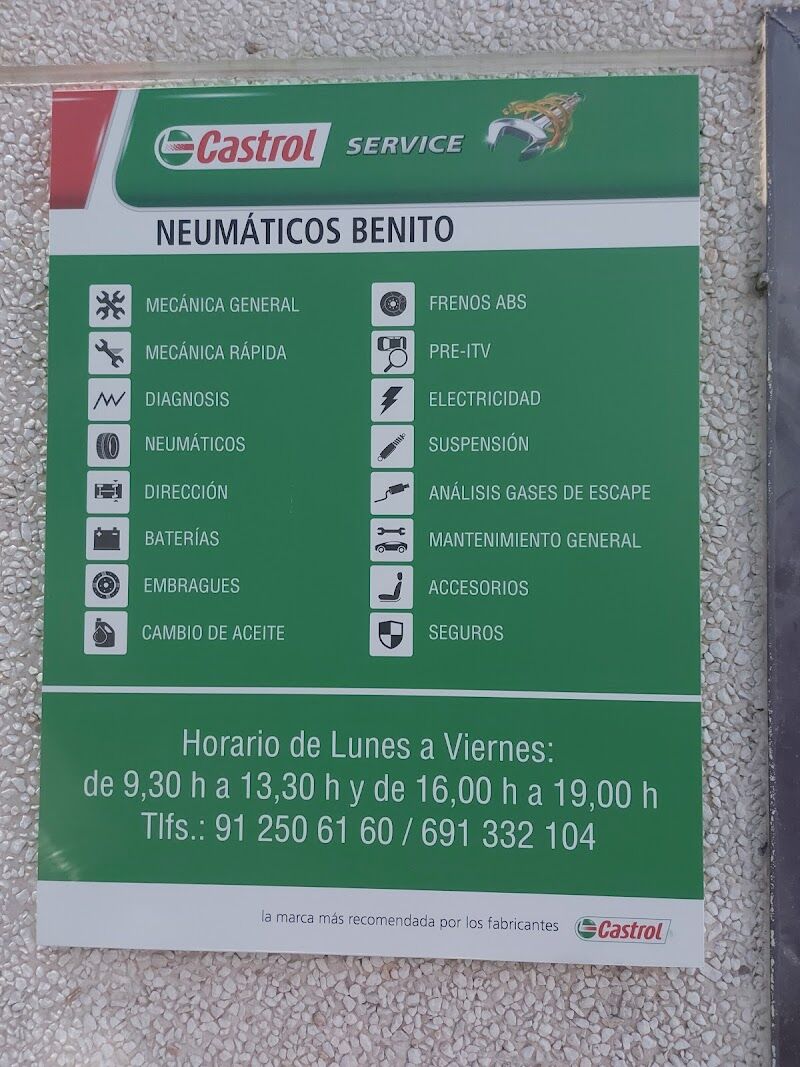 Castrol SERVICE
NEUMÁTICOS BENITO
MECÁNICA GENERAL
MECÁNICA RÁPIDA
DIAGNOSIS
NEUMÁTICOS
DIRECCIÓN
BATERÍAS
EMBRAGUES
CAMBIO DE ACEITE
FRENOS ABS
PRE-ITV
ELECTRICIDAD
SUSPENSIÓN
ANÁLISIS GASES DE ESCAPE
MANTENIMIENTO GENERAL
ACCESORIOS
SEGUROS
Horario de Lunes a Viernes:
de 9,30 h a 13,30 h y de 16,00 h a 19,00 h
Tlfs.: 91 250 61 60 / 691 332 104
la marca más recomendada por los fabricantes Castrol